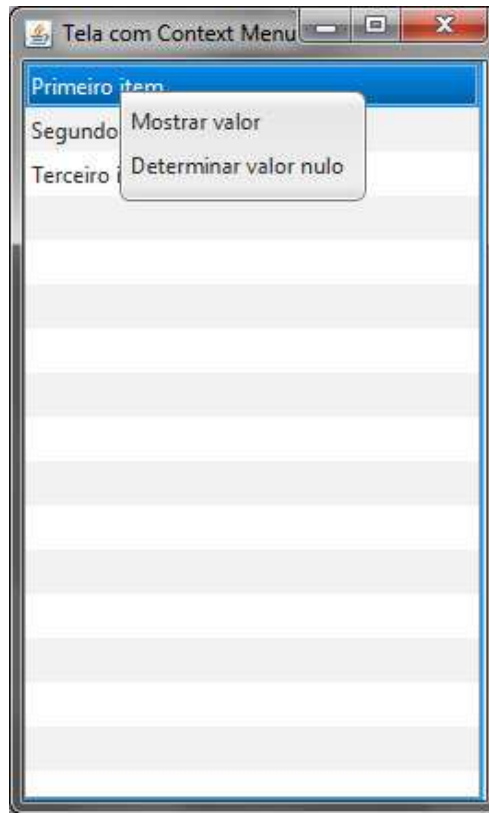 Tela com Context Menu
Primeiro item
Mostrar valor
Segundo
Determinar valor nulo
Terceiro i